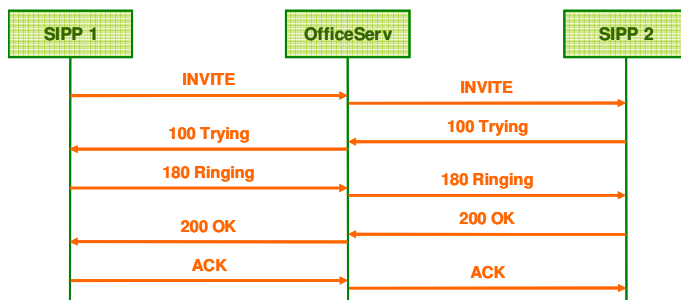 SIPP 1
OfficeServ
SIPP 2
INVITE
INVITE
100 Trying
100 Trying
180 Ringing
180 Ringing
200 OK
200 OK
ACK
ACK